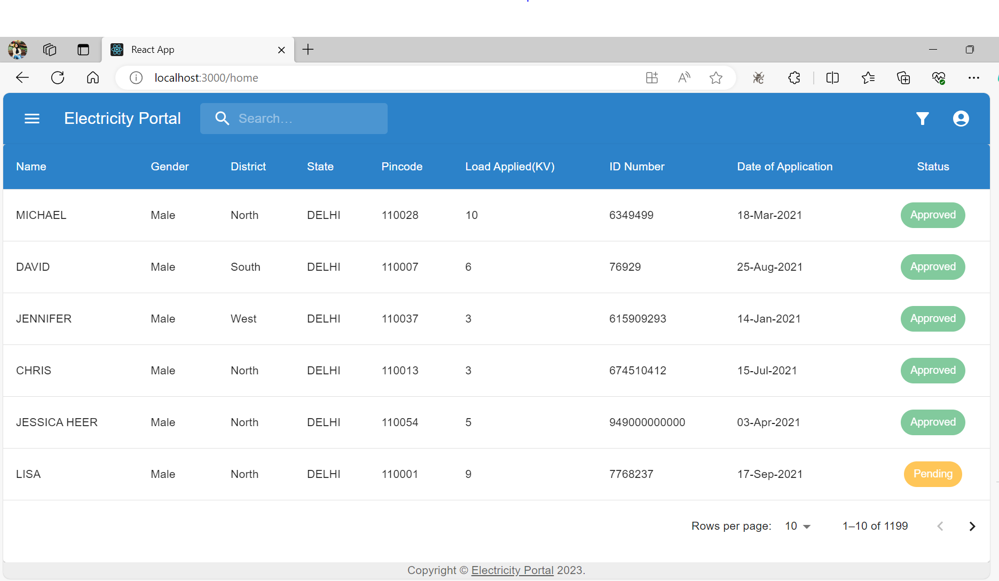 React App
localhost:3000/home
Electricity Portal Search…
Name Gender District State Pincode Load Applied(KV) ID Number Date of Application Status
MICHAEL Male North DELHI 110028 10 6349499 18-Mar-2021 Approved
DAVID Male South DELHI 110007 6 76929 25-Aug-2021 Approved
JENNIFER Male West DELHI 110037 3 615909293 14-Jan-2021 Approved
CHRIS Male North DELHI 110013 3 674510412 15-Jul-2021 Approved
JESSICA HEER Male North DELHI 110054 5 949000000000 03-Apr-2021 Approved
LISA Male North DELHI 110001 9 7768237 17-Sep-2021 Pending
Rows per page: 10 1–10 of 1199
Copyright © Electricity Portal 2023.